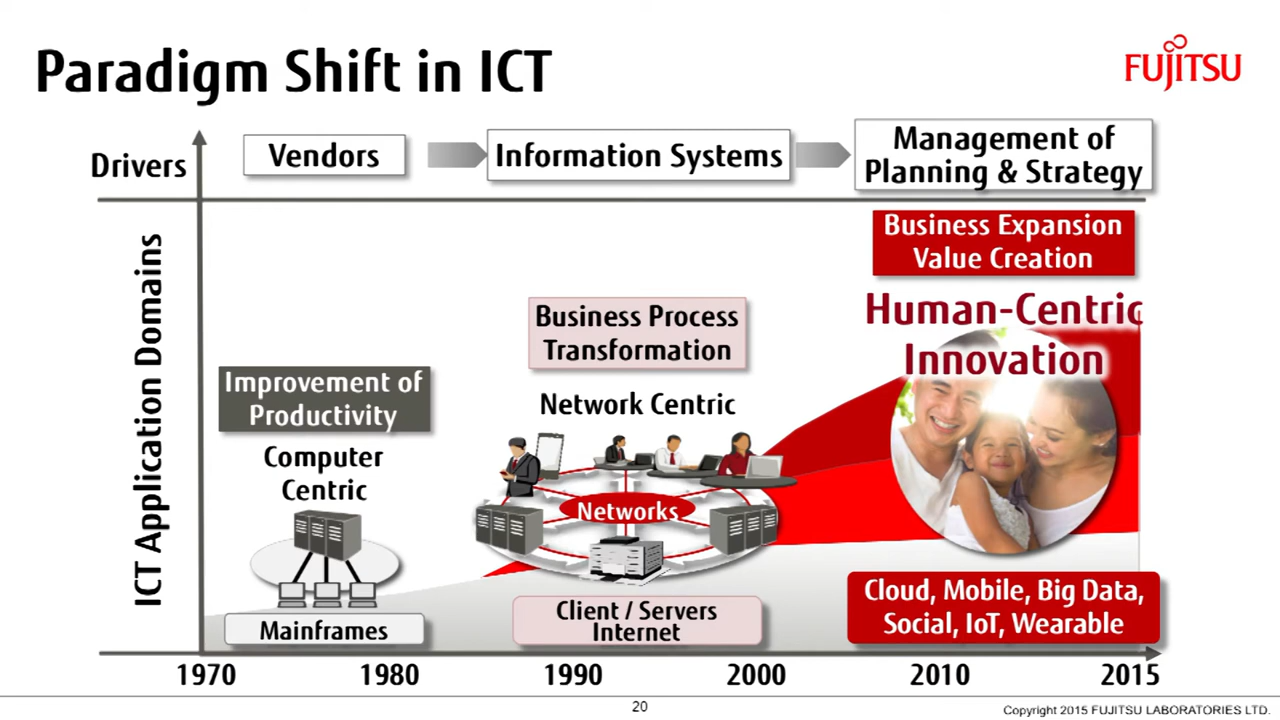 Paradigm Shift in ICT
FUJITSU
Drivers
Vendors
Information Systems
Management of
Planning & Strategy
ICT Application Domains
Business Expansion
Value Creation
Human-Centric
Innovation
Business Process
Transformation
Network Centric
Improvement of
Productivity
Computer
Centric
Networks
Mainframes
Client / Servers
Internet
Cloud, Mobile, Big Data,
Social, IoT, Wearable
1970 1980 1990 2000 2010 2015
20
Copyright 2015 FUJITSU LABORATORIES LTD.